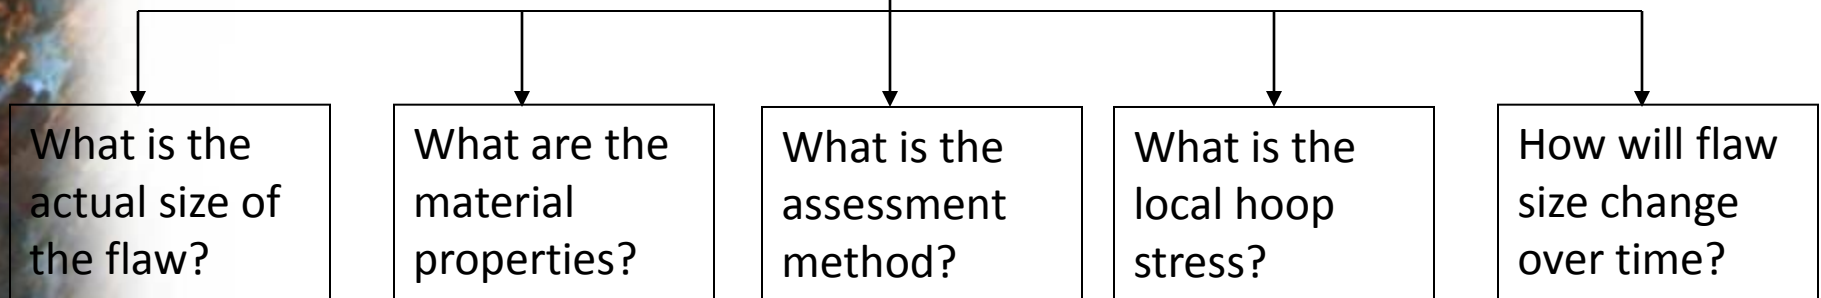 What is the
actual size of
the flaw?
What are the
material
properties?
What is the
assessment
method?
What is the
local hoop
stress?
How will flaw
size change
over time?